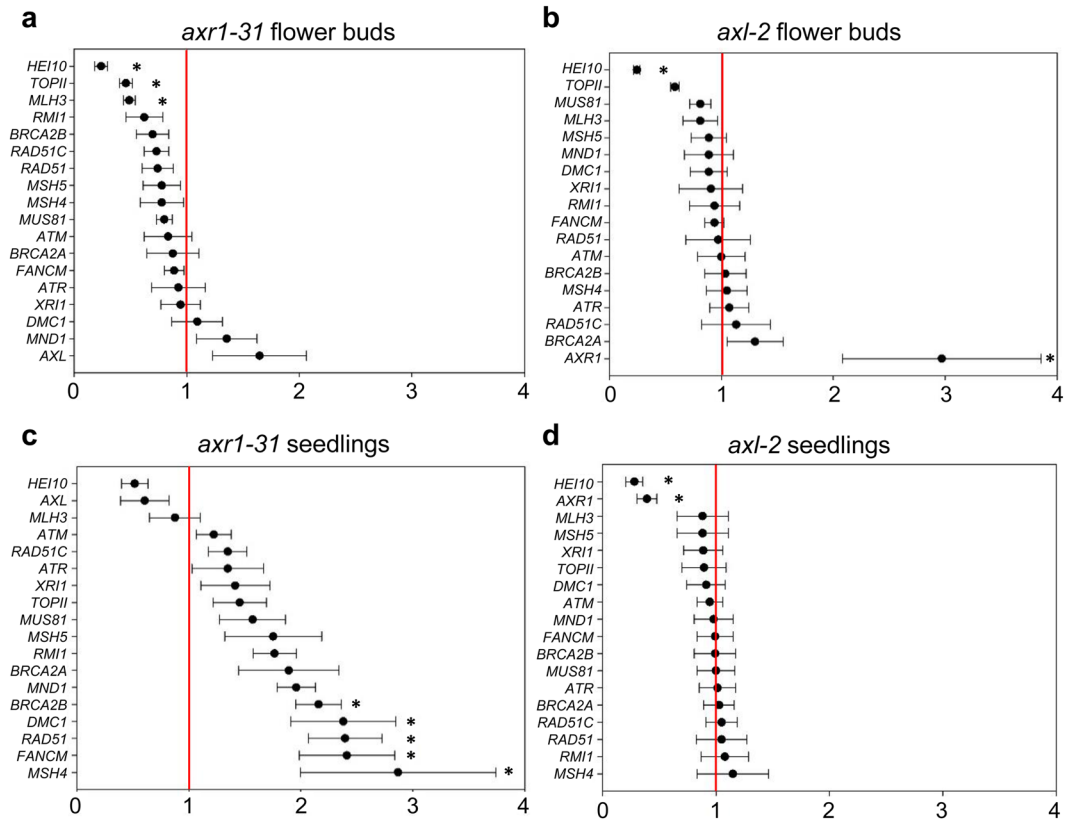 a
axr1-31 flower buds
HEI10 *
TOPII *
MLH3 *
RMI1
BRCA2B
RAD51C
RAD51
MSH5
MSH4
MUS81
ATM
BRCA2A
FANCM
ATR
XRI1
DMC1
MND1
AXL
0 1 2 3 4
b
axl-2 flower buds
HEI10 *
TOPII
MUS81
MLH3
MSH5
MND1
DMC1
XRI1
RMI1
FANCM
RAD51
ATM
BRCA2B
MSH4
ATR
RAD51C
BRCA2A
AXR1 *
0 1 2 3 4
c
axr1-31 seedlings
HEI10
AXL
MLH3
ATM
RAD51C
ATR
XRI1
TOPII
MUS81
MSH5
RMI1
BRCA2A
MND1
BRCA2B *
DMC1 *
RAD51 *
FANCM *
MSH4 *
0 1 2 3 4
d
axl-2 seedlings
HEI10 *
AXR1 *
MLH3
MSH5
XRI1
TOPII
DMC1
ATM
MND1
FANCM
BRCA2B
MUS81
ATR
BRCA2A
RAD51C
RAD51
RMI1
MSH4
0 1 2 3 4